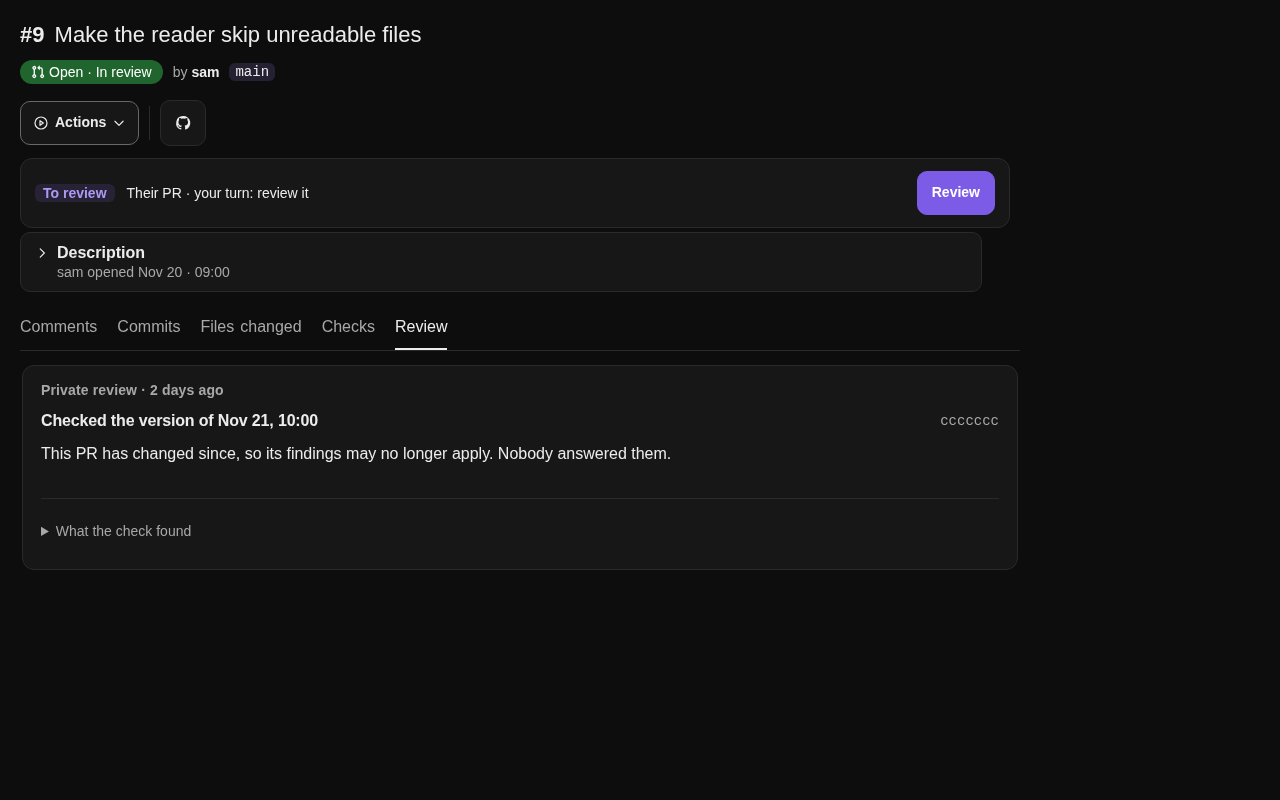 #9 Make the reader skip unreadable files
Open · In review by sam main
Actions
To review Their PR · your turn: review it Review
Description
sam opened Nov 20 · 09:00
Comments Commits Files changed Checks Review
Private review · 2 days ago
Checked the version of Nov 21, 10:00 ccccccc
This PR has changed since, so its findings may no longer apply. Nobody answered them.
What the check found